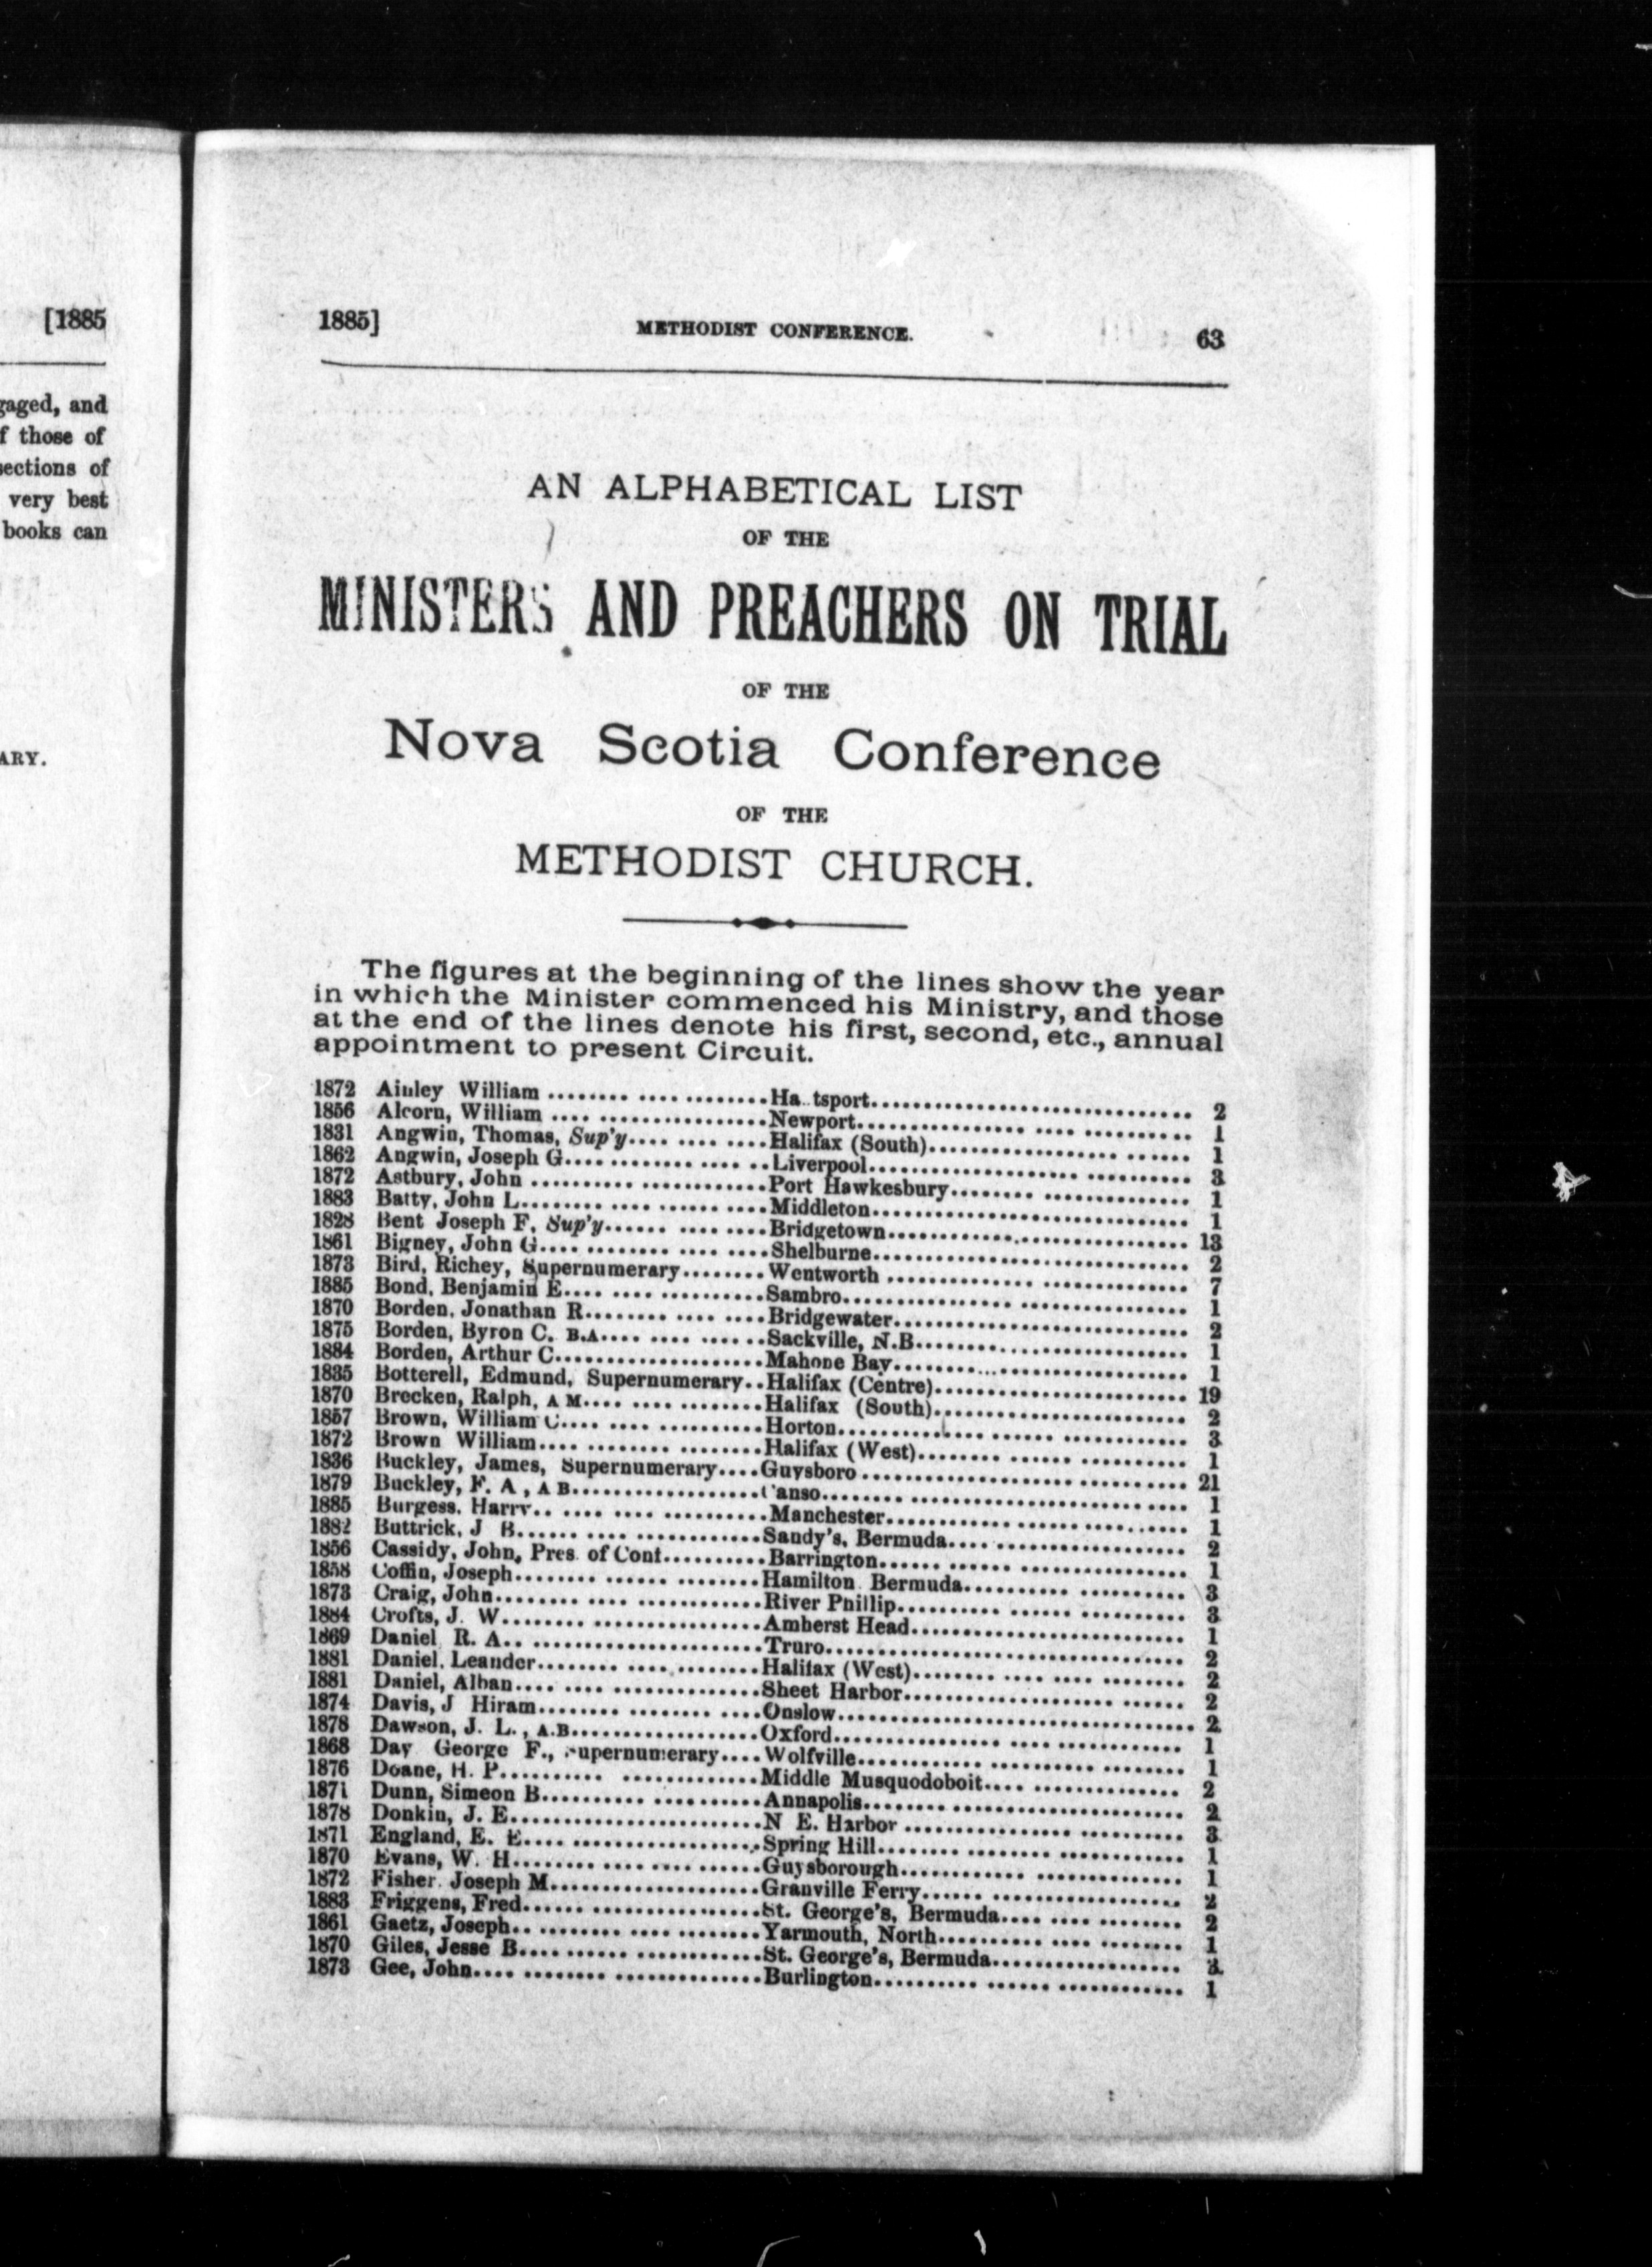 [1885
gaged, and
f those of
sections of
very best
books can
ARY.
1885] METHODIST CONFERENCE. 63
AN ALPHABETICAL LIST
OF THE
MINISTERS AND PREACHERS ON TRIAL
OF THE
Nova Scotia Conference
OF THE
METHODIST CHURCH.
The figures at the beginning of the lines show the year
in which the Minister commenced his Ministry, and those
at the end of the lines denote his first, second, etc., annual
appointment to present Circuit.
1872 Ainley William ........ .... ........Ha..tsport................................ 2
1856 Alcorn, William .... .................Newport................. .... .......... 1
1831 Angwin, Thomas, Sup'y.... .... ....Halifax (South)................... ...... 1
1862 Angwin, Joseph G.... ......... .... ..Liverpool...................... .......... 3
1872 Astbury, John .......... ............Port Hawkesbury........ .............. 1
1883 Batty, John L........ .... ...... ....Middleton................................ 1
1828 Bent Joseph F, Sup'y...... .... ....Bridgetown.............................. 13
1861 Bigney, John G.... ........ .... ....Shelburne................................ 2
1873 Bird, Richey, Supernumerary........Wentworth ............... .............. 7
1885 Bond, Benjamin E.... .... ..........Sambro................. ................ 1
1870 Borden, Jonathan R........ .... ....Bridgewater.............................. 2
1875 Borden, Byron C. B.A.... .... ......Sackville, N.B........................... 1
1884 Borden, Arthur C....................Mahone Bay.............................. 1
1835 Botterell, Edmund, Supernumerary..Halifax (Centre)......................... 19
1870 Brecken, Ralph, A M.... .... ........Halifax (South)......................... 2
1857 Brown, William C.... .... ..........Horton................ ...... ............ 3
1872 Brown William.... ........ ........Halifax (West)........ ...... .......... 1
1836 Buckley, James, Supernumerary....Guysboro ..................... .......... 21
1879 Buckley, F. A , A B..................Canso........ .................... .... 1
1885 Burgess, Harry.. .... .... ..........Manchester............. ...... .......... 1
1882 Buttrick, J B...... .... ............Sandy's, Bermuda.... .................. 2
1856 Cassidy, John, Pres. of Conf..........Barrington...... ...... ................ 1
1858 Coffin, Joseph........ ...... ........Hamilton Bermuda.......... .......... 3
1873 Craig, John........ .... ............River Phillip.......... ...... .......... 3
1884 Crofts, J. W........ ................Amherst Head........................... 1
1869 Daniel R. A.. ......................Truro.................................... 2
1881 Daniel, Leander........ .... ........Halifax (West)........ .... .... ........ 2
1881 Daniel, Alban.... .... ..............Sheet Harbor..................... ...... 2
1874 Davis, J Hiram........ ........ ....Onslow................................... 2
1878 Dawson, J. L. , A.B..................Oxford................ .... ............ 1
1868 Day George F., Supernumerary....Wolfville............. .......... ........ 1
1876 Doane, H. P.......... ..............Middle Musquodoboit.... ............ 2
1871 Dunn, Simeon B.......... ..........Annapolis........ ...................... 2
1878 Donkin, J. E........................N E. Harbor ................. .......... 3
1871 England, E. E.... ..................Spring Hill........ ........ ............ 1
1870 Evans, W. H........ .... .... ......Guysborough............ .............. 1
1872 Fisher. Joseph M....................Granville Ferry...... .................. 2
1883 Friggens, Fred...... ................St. George's, Bermuda.... .... ........ 2
1861 Gaetz, Joseph.. ........ .... ........Yarmouth, North.......... .... ........ 1
1870 Giles, Jesse B.... ...... ............St. George's, Bermuda.................. 3
1873 Gee, John.... ........ ..............Burlington.......... ...... ............ 1